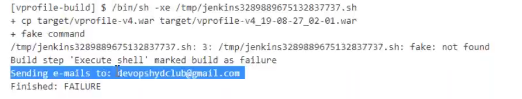 [vprofile-build] $ /bin/sh -xe /tmp/jenkins3289889675132837737.sh
+ cp target/vprofile-v4.war target/vprofile-v4_19-08-27_02-01.war
+ fake command
/tmp/jenkins3289889675132837737.sh: 3: /tmp/jenkins3289889675132837737.sh: fake: not found
Build step 'Execute shell' marked build as failure
Sending e-mails to: devopshydclub@gmail.com
Finished: FAILURE